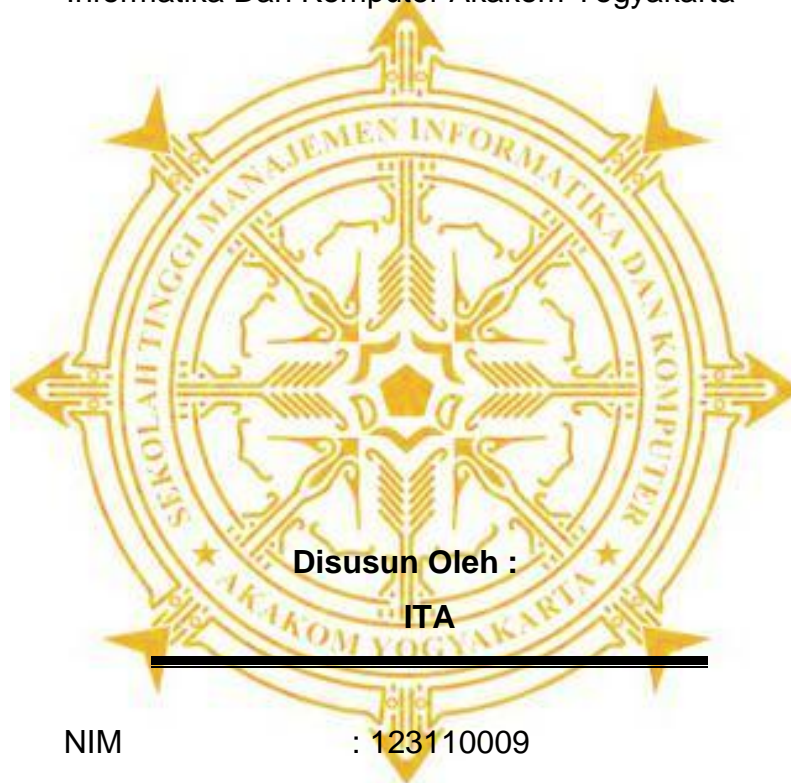 Informatika Dan Komputer Akakom Yogyakarta
SEKOLAH TINGGI MANAJEMEN INFORMATIKA DAN KOMPUTER
★ AKAKOM YOGYAKARTA ★
Disusun Oleh :
ITA
NIM : 123110009